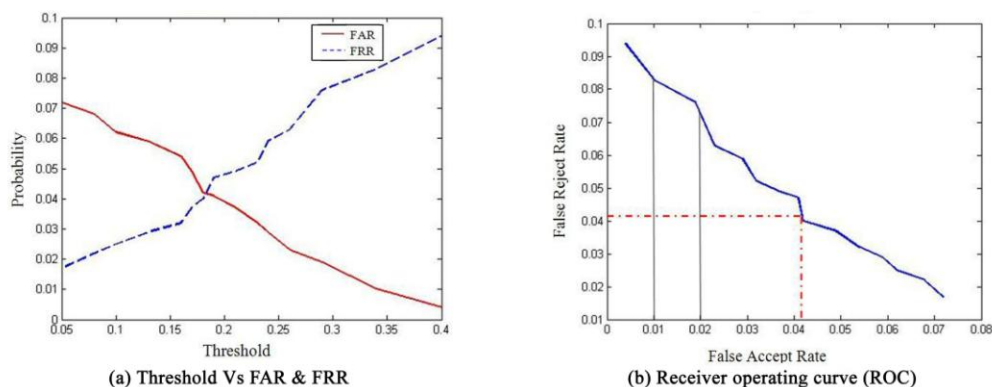 0.1
0.09
0.08
0.07
0.06
0.05
0.04
0.03
0.02
0.01
0
Probability
FAR
FRR
0.05 0.1 0.15 0.2 0.25 0.3 0.35 0.4
Threshold
(a) Threshold Vs FAR & FRR
0.1
0.09
0.08
0.07
0.06
0.05
0.04
0.03
0.02
0.01
False Reject Rate
0 0.01 0.02 0.03 0.04 0.05 0.06 0.07 0.08
False Accept Rate
(b) Receiver operating curve (ROC)